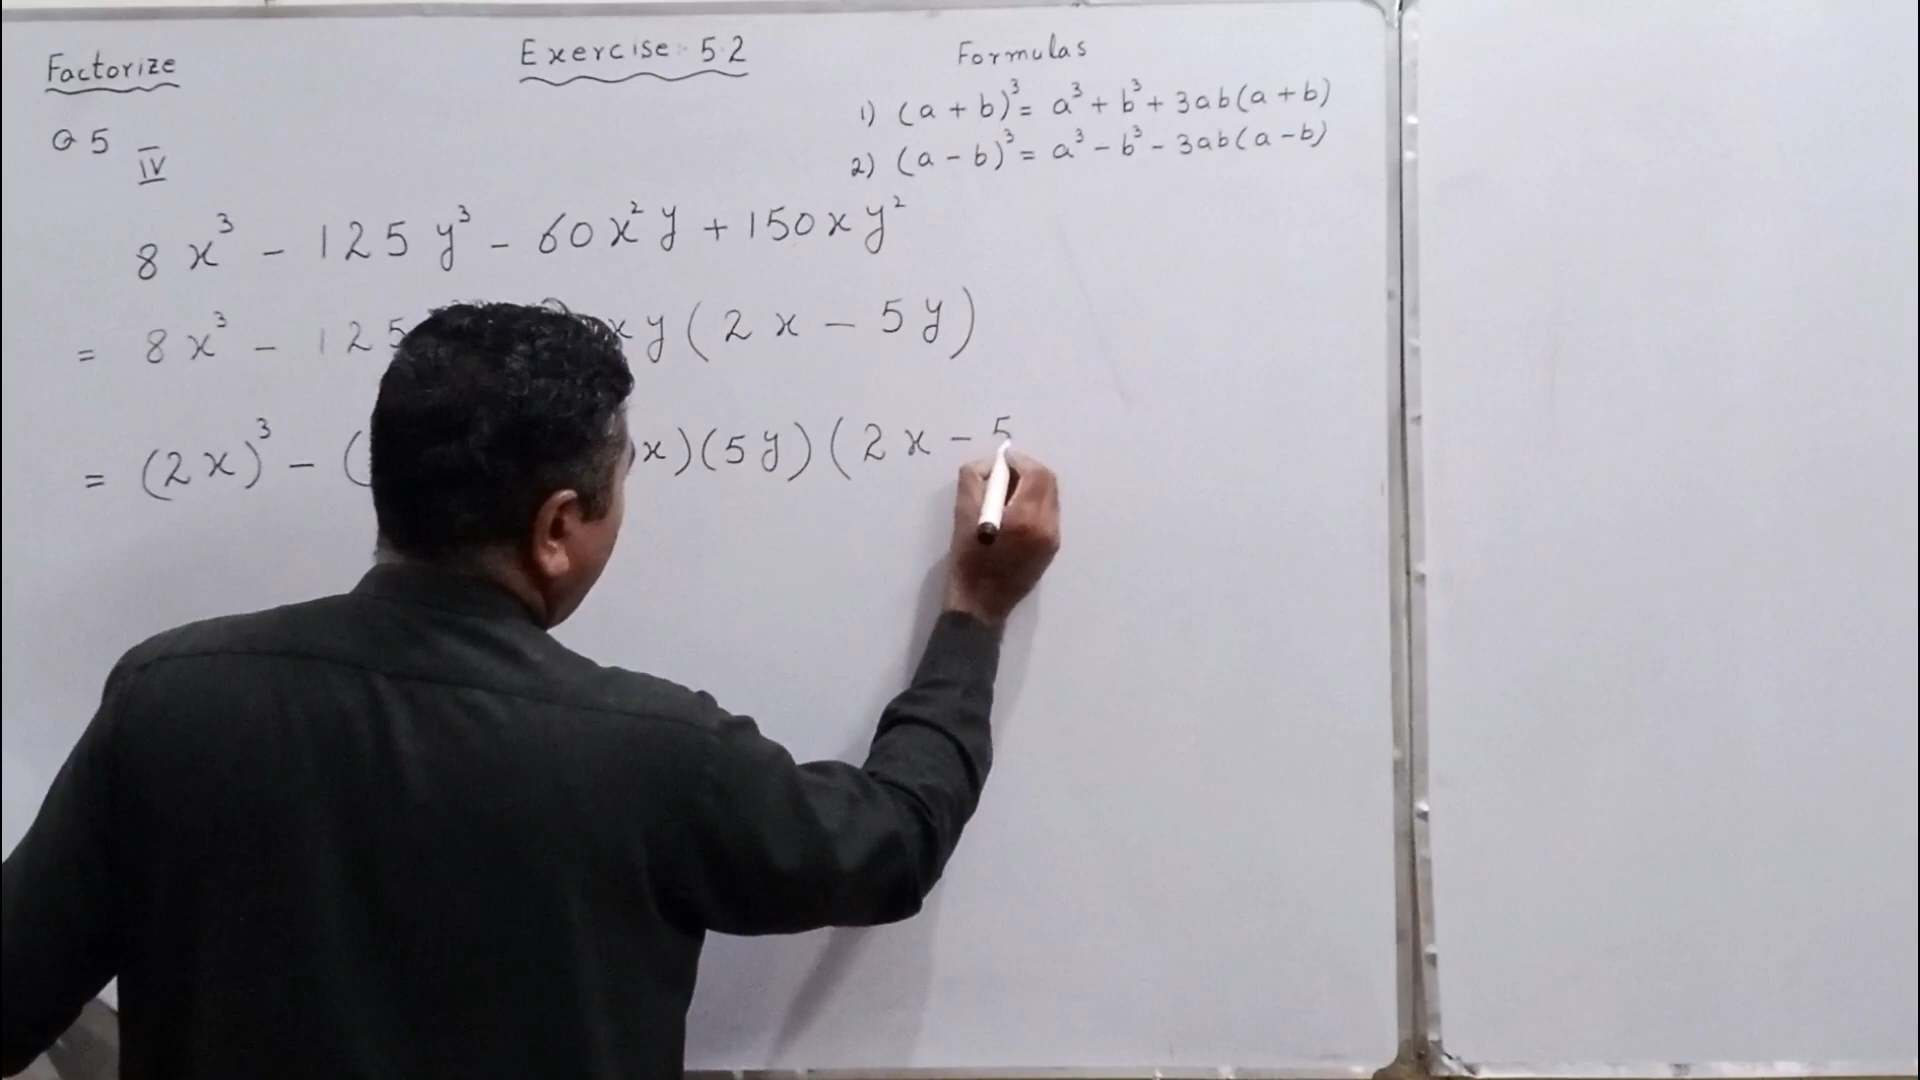 Factorize
Exercise: 5.2
Formulas
1) (a + b)³ = a³ + b³ + 3ab(a + b)
2) (a - b)³ = a³ - b³ - 3ab(a - b)
Q 5 IV
8x³ - 125y³ - 60x²y + 150xy²
= 8x³ - 125 xy(2x - 5y)
= (2x)³ - ( x)(5y)(2x - 5